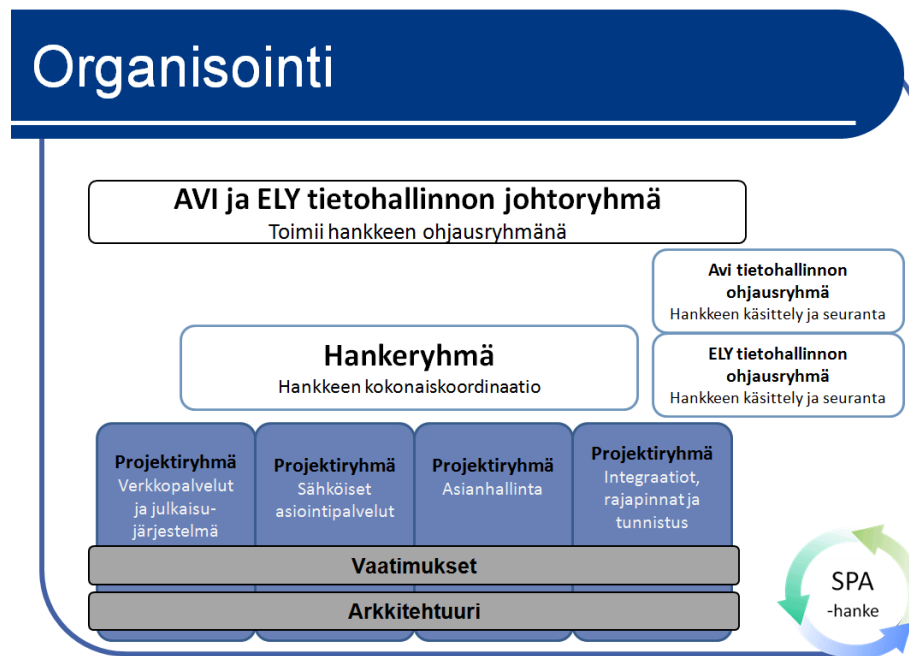 Organisointi
AVI ja ELY tietohallinnon johtoryhmä
Toimii hankkeen ohjausryhmänä
Avi tietohallinnon
ohjausryhmä
Hankkeen käsittely ja seuranta
Hankeryhmä
Hankkeen kokonaiskoordinaatio
ELY tietohallinnon
ohjausryhmä
Hankkeen käsittely ja seuranta
Projektiryhmä
Verkkopalvelut
ja julkaisu-
järjestelmä
Projektiryhmä
Sähköiset
asiointipalvelut
Projektiryhmä
Asianhallinta
Projektiryhmä
Integraatiot,
rajapinnat ja
tunnistus
Vaatimukset
Arkkitehtuuri
SPA
-hanke